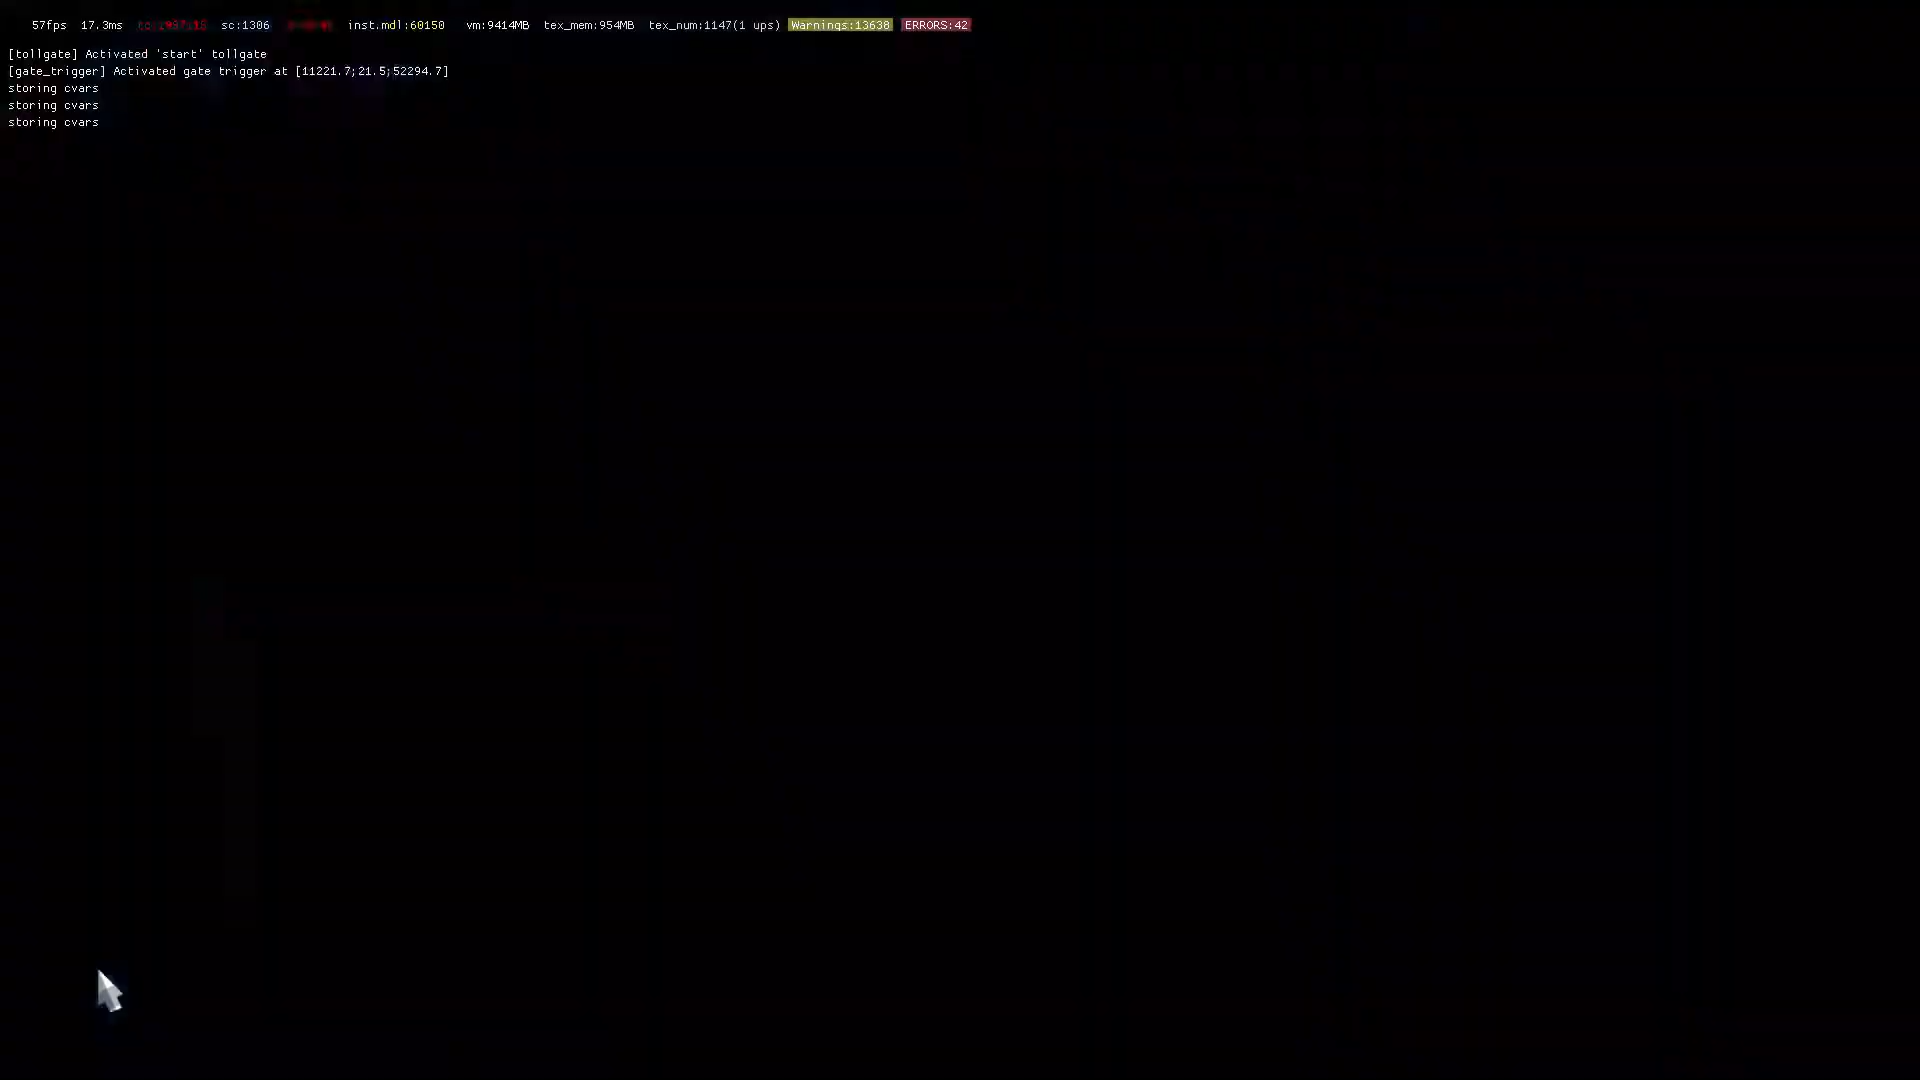 57fps 17.3ms sc:1306 inst.mdl:60150 vm:9414MB tex_mem:954MB tex_num:1147(1 ups) Warnings:13638 ERRORS:42
[tollgate] Activated 'start' tollgate
[gate_trigger] Activated gate trigger at [11221.7;21.5;52294.7]
storing cvars
storing cvars
storing cvars